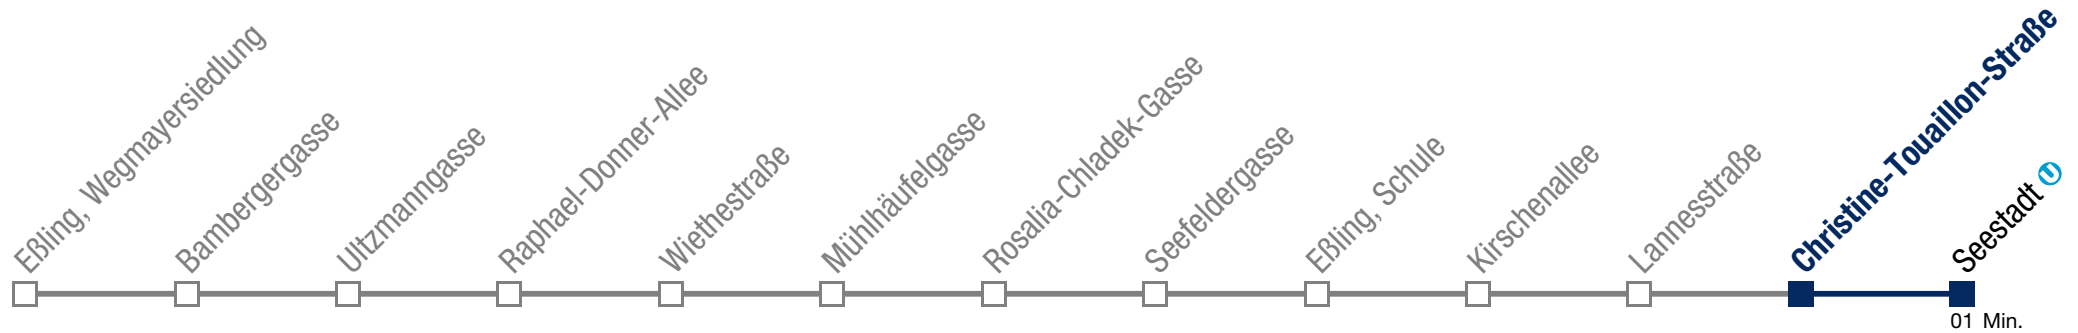 Eßling, Wegmayersiedlung
Bambergergasse
Ultzmanngasse
Raphael-Donner-Allee
Wiethestraße
Mühlhäufelgasse
Rosalia-Chladek-Gasse
Seefeldergasse
Eßling, Schule
Kirschenallee
Lannesstraße
Christine-Touaillon-Straße
Seestadt U
01 Min.